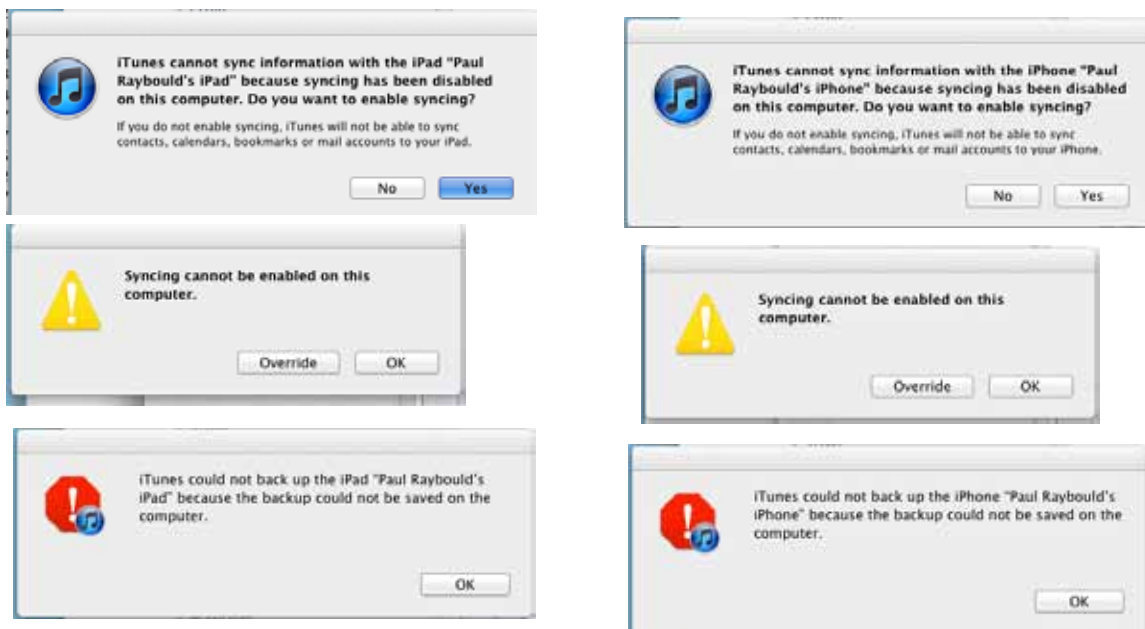 iTunes cannot sync information with the iPad "Paul
Raybould's iPad" because syncing has been disabled
on this computer. Do you want to enable syncing?
If you do not enable syncing, iTunes will not be able to sync
contacts, calendars, bookmarks or mail accounts to your iPad.
No Yes
iTunes cannot sync information with the iPhone "Paul
Raybould's iPhone" because syncing has been disabled
on this computer. Do you want to enable syncing?
If you do not enable syncing, iTunes will not be able to sync
contacts, calendars, bookmarks or mail accounts to your iPhone.
No Yes
Syncing cannot be enabled on this
computer.
Override OK
Syncing cannot be enabled on this
computer.
Override OK
iTunes could not back up the iPad "Paul Raybould's
iPad" because the backup could not be saved on the
computer.
OK
iTunes could not back up the iPhone "Paul Raybould's
iPhone" because the backup could not be saved on the
computer.
OK